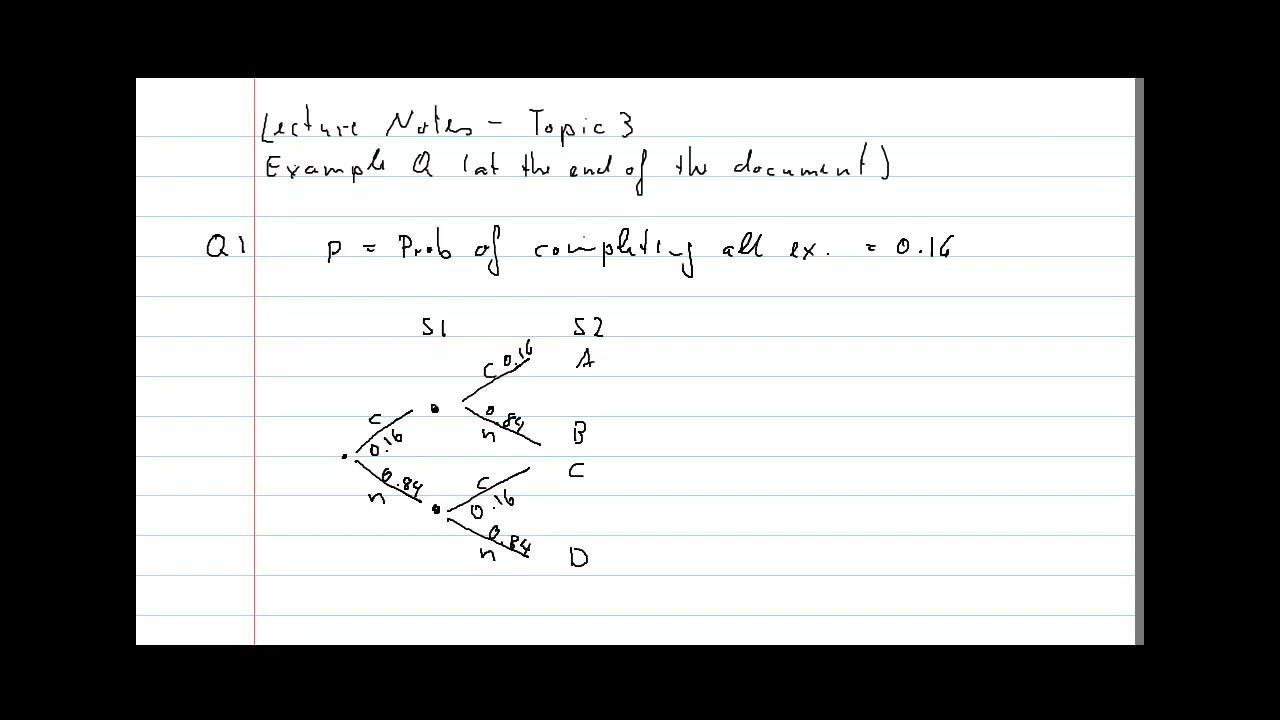 Lecture Notes - Topic 3
Example Q (at the end of the document)
Q1 p = Prob of completing all ex. = 0.16
S1 S2
C 0.16 A
C 0.16
0.84 n B
0.84 n
C 0.16 C
0.84 n D